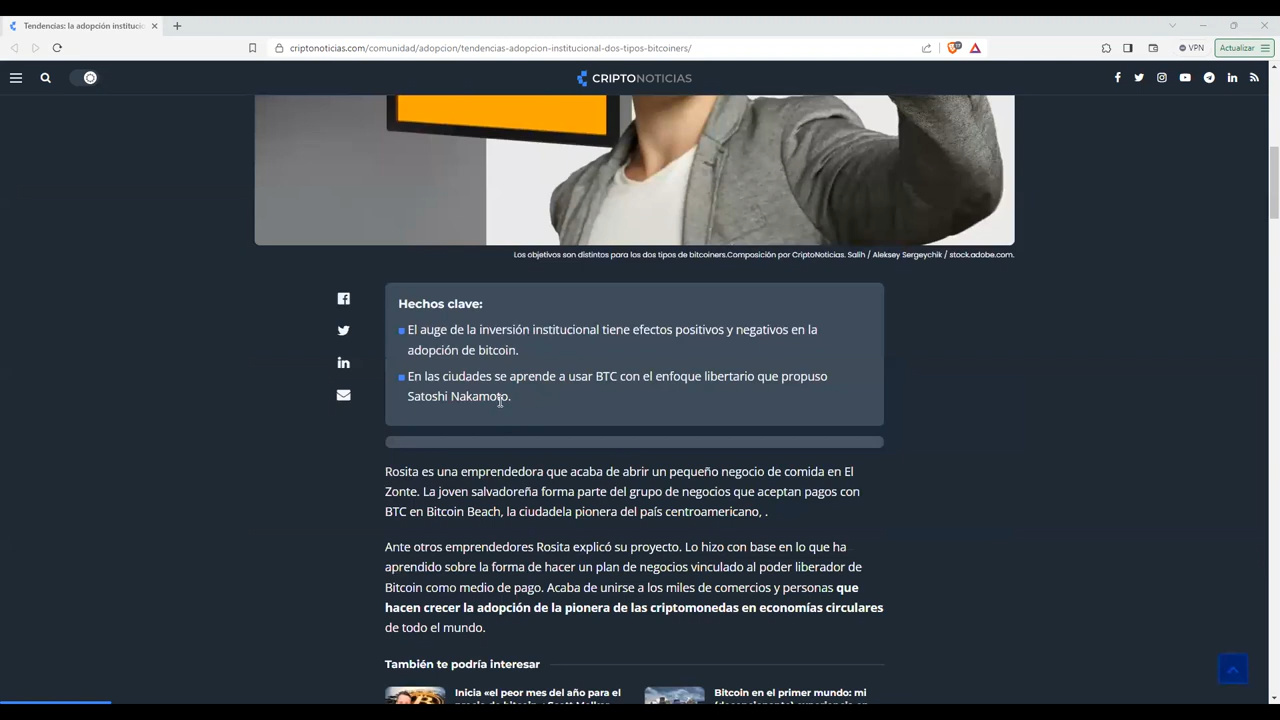 Tendencias: la adopción institucio
criptonoticias.com/comunidad/adopcion/tendencias-adopcion-institucional-dos-tipos-bitcoiners/
VPN
Actualizar
CRIPTONOTICIAS
Los objetivos son distintos para los dos tipos de bitcoiners.Composición por CriptoNoticias. Salih / Aleksey Sergeychik / stock.adobe.com.
Hechos clave:
El auge de la inversión institucional tiene efectos positivos y negativos en la
adopción de bitcoin.
En las ciudades se aprende a usar BTC con el enfoque libertario que propuso
Satoshi Nakamoto.
Rosita es una emprendedora que acaba de abrir un pequeño negocio de comida en El
Zonte. La joven salvadoreña forma parte del grupo de negocios que aceptan pagos con
BTC en Bitcoin Beach, la ciudadela pionera del país centroamericano, .
Ante otros emprendedores Rosita explicó su proyecto. Lo hizo con base en lo que ha
aprendido sobre la forma de hacer un plan de negocios vinculado al poder liberador de
Bitcoin como medio de pago. Acaba de unirse a los miles de comercios y personas que
hacen crecer la adopción de la pionera de las criptomonedas en economías circulares
de todo el mundo.
También te podría interesar
Inicia «el peor mes del año para el
Bitcoin en el primer mundo: mi